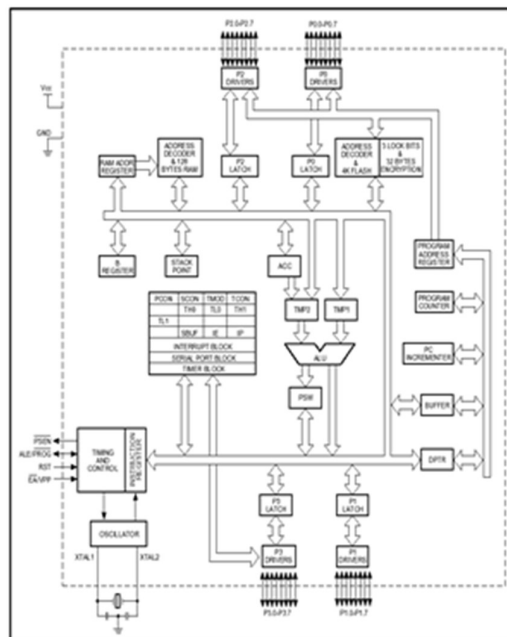 P2.0-P2.7 P0.0-P0.7
P2 DRIVERS
P0 DRIVERS
Vcc
GND
RAM ADDR REGISTER
ADDRESS DECODER & 128 BYTES RAM
P2 LATCH
P0 LATCH
ADDRESS DECODER & 4K FLASH
LOCK BITS & 32 BYTES ENCRYPTION
B REGISTER
STACK POINT
ACC
PROGRAM ADDRESS REGISTER
PCON SCON TMOD TCON
TH0 TL0 TH1
TL1
SBUF IE IP
INTERRUPT BLOCK
SERIAL PORT BLOCK
TIMER BLOCK
TMP2
TMP1
PROGRAM COUNTER
ALU
PC INCREMENTER
PSW
BUFFER
PSEN
ALE/PROG
RST
EA/VPP
TIMING AND CONTROL
INSTRUCTION REGISTER
DPTR
OSCILLATOR
XTAL1 XTAL2
LATCH
P1 LATCH
P3 DRIVERS
P1 DRIVERS
P3.0-P3.7 P1.0-P1.7